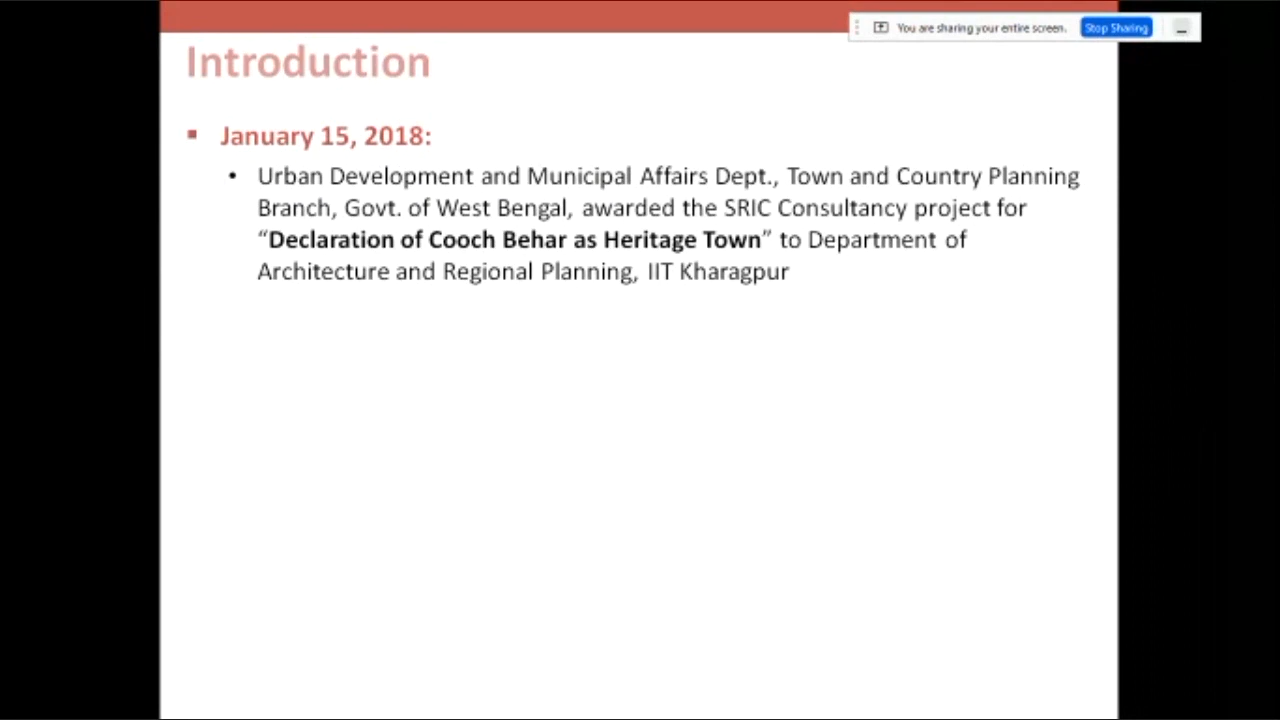 You are sharing your entire screen. Stop Sharing
Introduction
▪ January 15, 2018:
• Urban Development and Municipal Affairs Dept., Town and Country Planning
Branch, Govt. of West Bengal, awarded the SRIC Consultancy project for
“Declaration of Cooch Behar as Heritage Town” to Department of
Architecture and Regional Planning, IIT Kharagpur